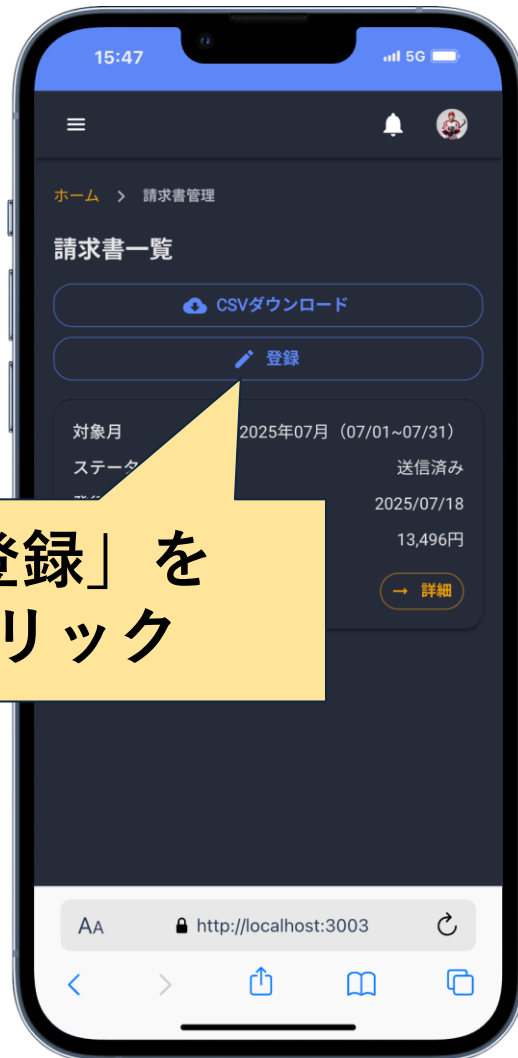 15:47
5G
ホーム > 請求書管理
請求書一覧
CSVダウンロード
登録
対象月 2025年07月（07/01~07/31）
ステータ 送信済み
2025/07/18
13,496円
→ 詳細
登録」を
リック
AA http://localhost:3003